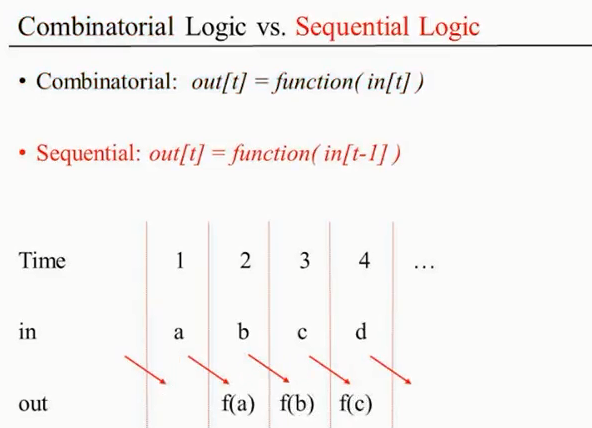 Combinatorial Logic vs. Sequential Logic
• Combinatorial: out[t] = function( in[t] )
• Sequential: out[t] = function( in[t-1] )
Time 1 2 3 4 ...
in a b c d
out f(a) f(b) f(c)